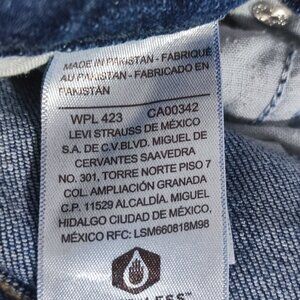 MADE IN PAKISTAN - FABRIQUÉ
AU PAKISTAN - FABRICADO EN
PAKISTÁN
WPL 423 CA00342
LEVI STRAUSS DE MÉXICO
S.A. DE C.V.BLVD. MIGUEL DE
CERVANTES SAAVEDRA
NO. 301, TORRE NORTE PISO 7
COL. AMPLIACIÓN GRANADA
C.P. 11529 ALCALDÍA. MIGUEL
HIDALGO CIUDAD DE MÉXICO,
MÉXICO RFC: LSM660818M98